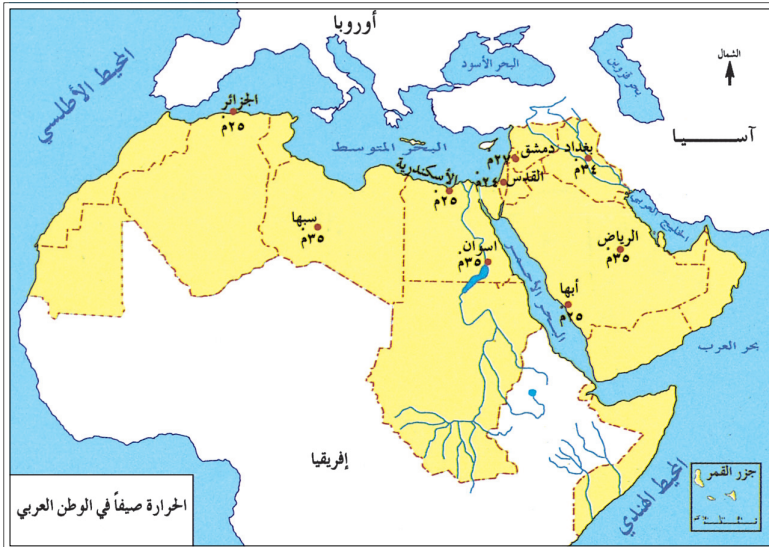 أوروبا
الشمال
المحيط الأطلسي
البحر الأسود
بحر قزوين
آسيا
الجزائر
٢٥م°
البحر المتوسط
الأسكندرية
٢٥م°
دمشق
٢٧م°
بغداد
٣٤م°
القدس
٢٤م°
الخليج العربي
سبها
٣٥م°
اسوان
٣٥م°
الرياض
٣٥م°
أبها
٢٥م°
البحر الأحمر
بحر العرب
إفريقيا
المحيط الهندي
جزر القمر
الحرارة صيفاً في الوطن العربي